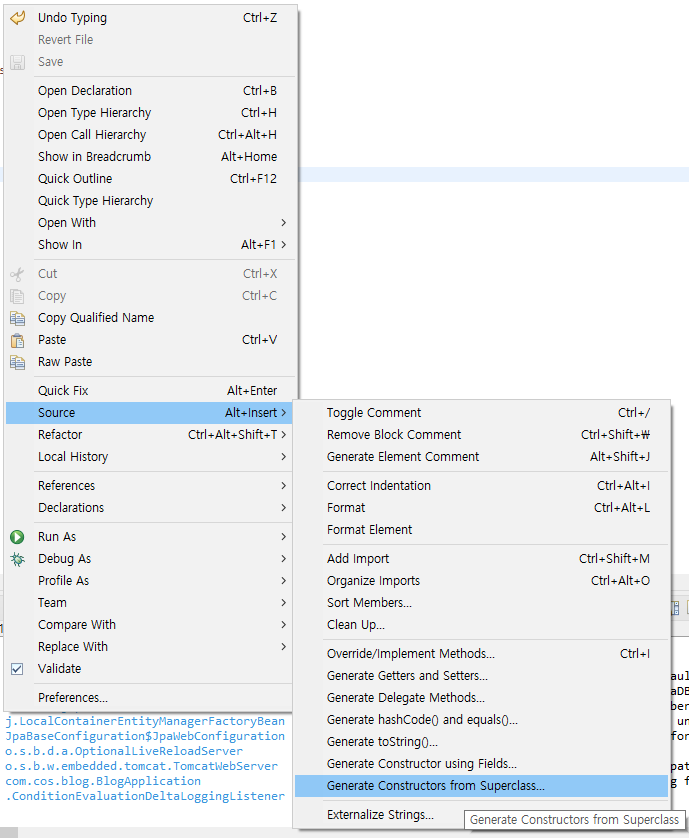 Undo Typing Ctrl+Z
Revert File
Save
Open Declaration Ctrl+B
Open Type Hierarchy Ctrl+H
Open Call Hierarchy Ctrl+Alt+H
Show in Breadcrumb Alt+Home
Quick Outline Ctrl+F12
Quick Type Hierarchy
Open With >
Show In Alt+F1 >
Cut Ctrl+X
Copy Ctrl+C
Copy Qualified Name
Paste Ctrl+V
Raw Paste
Quick Fix Alt+Enter
Source Alt+Insert >
Refactor Ctrl+Alt+Shift+T >
Local History >
References >
Declarations >
Run As >
Debug As >
Profile As >
Team >
Compare With >
Replace With >
Validate
Preferences...
Toggle Comment Ctrl+/
Remove Block Comment Ctrl+Shift+₩
Generate Element Comment Alt+Shift+J
Correct Indentation Ctrl+Alt+I
Format Ctrl+Alt+L
Format Element
Add Import Ctrl+Shift+M
Organize Imports Ctrl+Alt+O
Sort Members...
Clean Up...
Override/Implement Methods... Ctrl+I
Generate Getters and Setters...
Generate Delegate Methods...
Generate hashCode() and equals()...
Generate toString()...
Generate Constructor using Fields...
Generate Constructors from Superclass...
Externalize Strings...
Generate Constructors from Superclass
j.LocalContainerEntityManagerFactoryBean
JpaBaseConfiguration$JpaWebConfiguration
o.s.b.d.a.OptionalLiveReloadServer
o.s.b.w.embedded.tomcat.TomcatWebServer
com.cos.blog.BlogApplication
.ConditionEvaluationDeltaLoggingListener